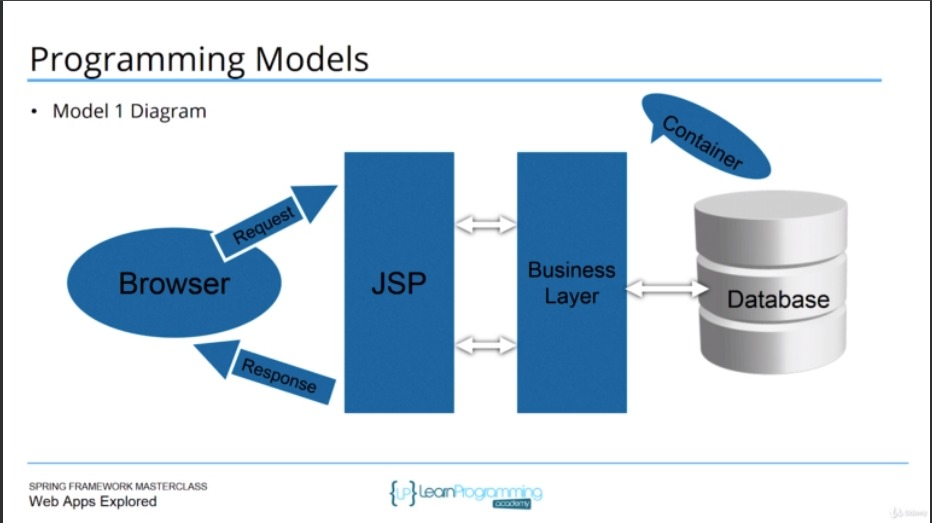 Programming Models
• Model 1 Diagram
Container
Request
Browser
JSP
Business
Layer
Database
Response
SPRING FRAMEWORK MASTERCLASS
Web Apps Explored
{LP} LearnProgramming
academy
Udemy